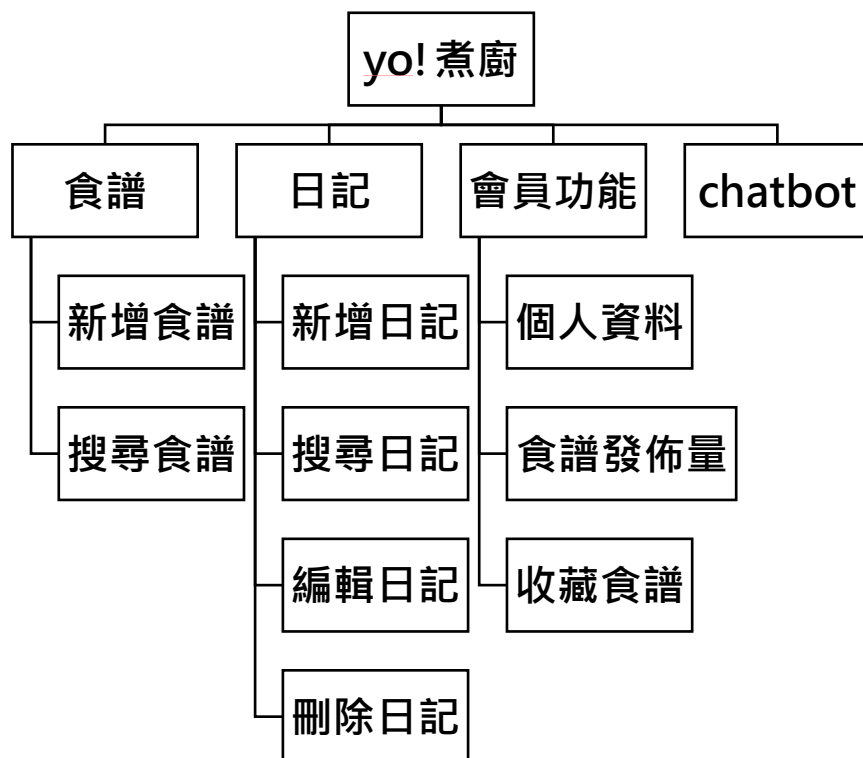 yo! 煮廚
食譜
日記
會員功能
chatbot
新增食譜
新增日記
個人資料
搜尋食譜
搜尋日記
食譜發佈量
編輯日記
收藏食譜
刪除日記